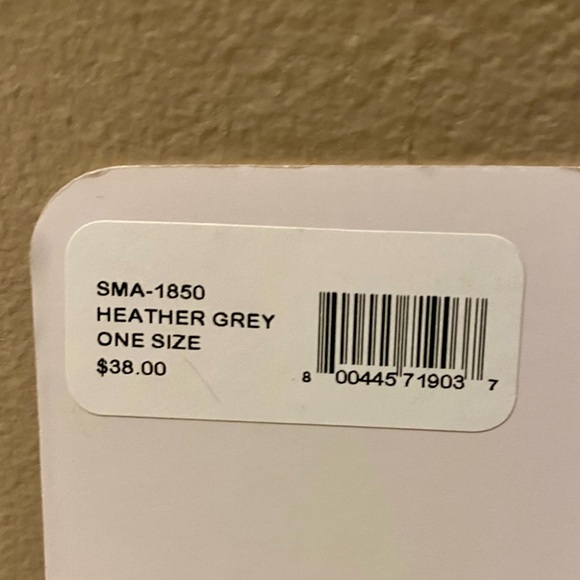 SMA-1850
HEATHER GREY
ONE SIZE
$38.00
8 00445 71903 7